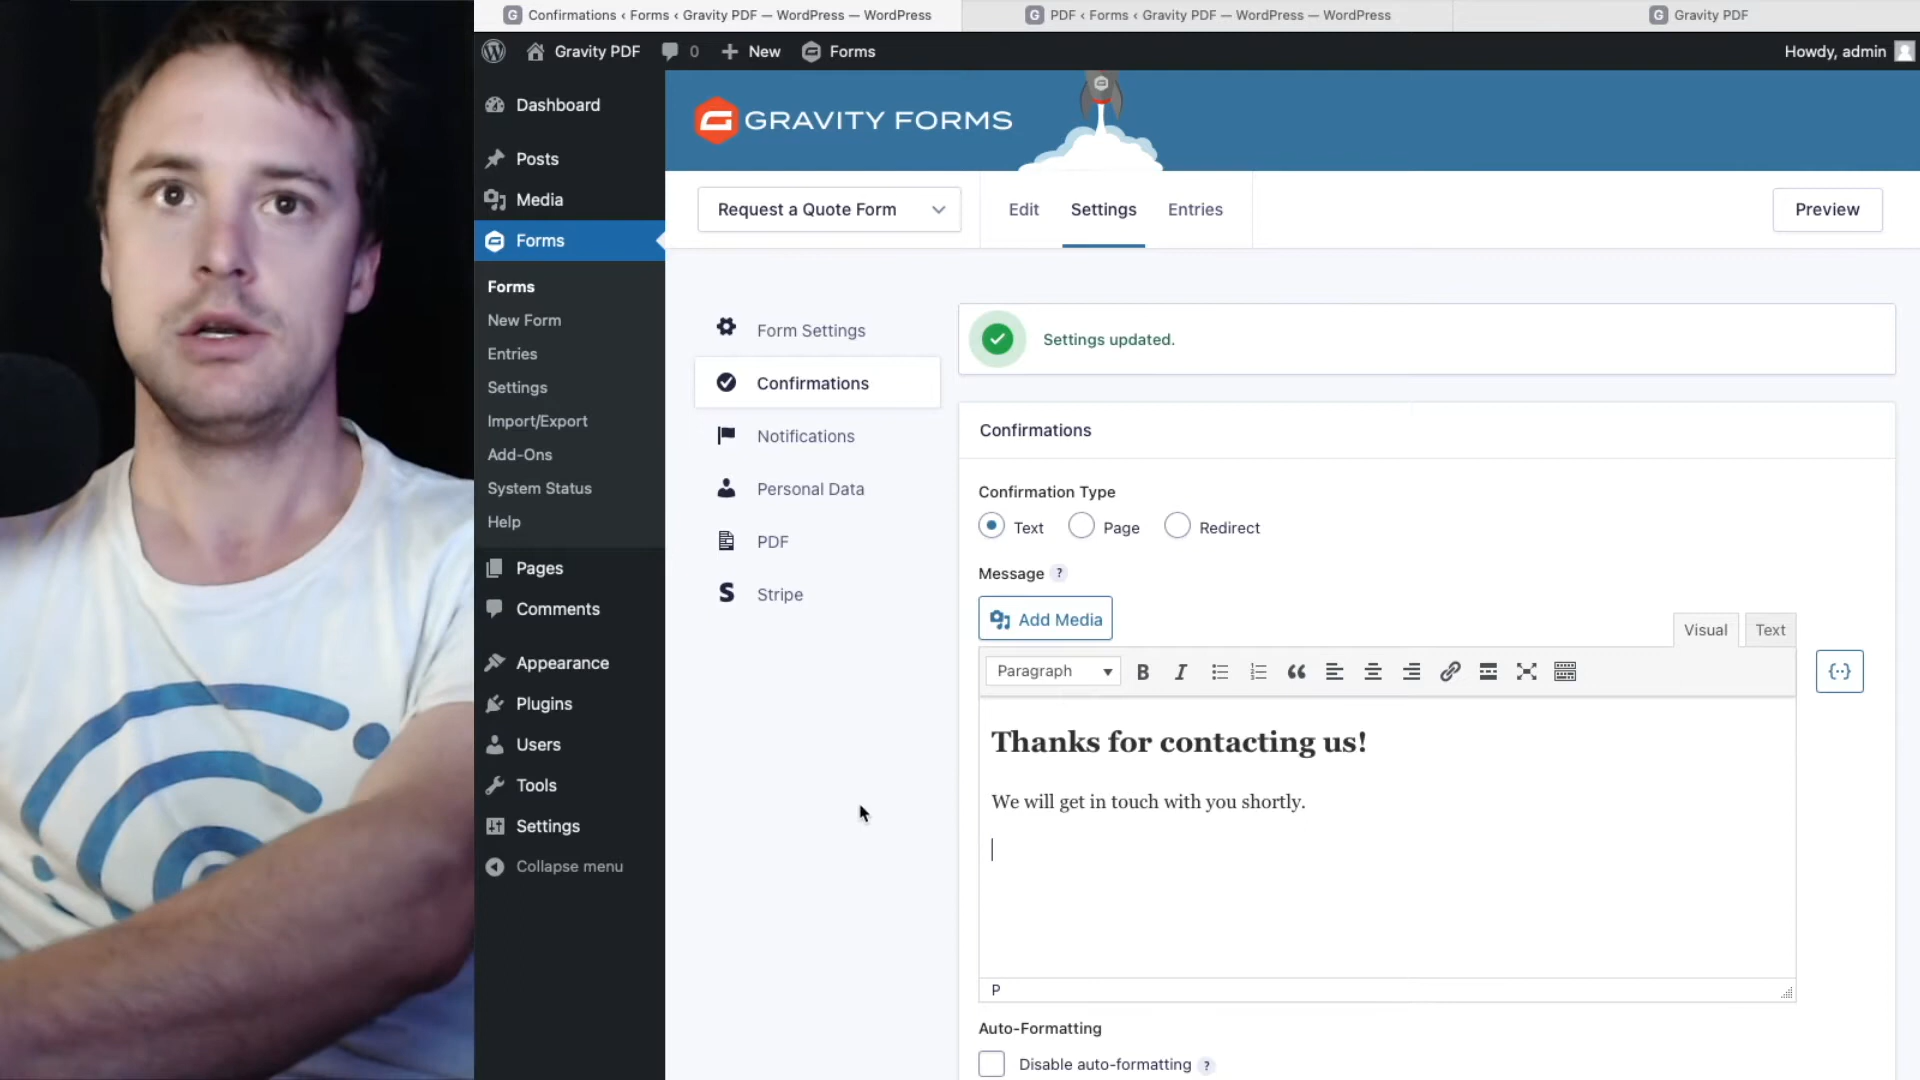 Confirmations ‹ Forms ‹ Gravity PDF — WordPress — WordPress
PDF ‹ Forms ‹ Gravity PDF — WordPress — WordPress
Gravity PDF
Gravity PDF
0
New
Forms
Howdy, admin
Dashboard
Posts
Media
Forms
Forms
New Form
Entries
Settings
Import/Export
Add-Ons
System Status
Help
Pages
Comments
Appearance
Plugins
Users
Tools
Settings
Collapse menu
GRAVITY FORMS
Request a Quote Form
Edit
Settings
Entries
Preview
Form Settings
Confirmations
Notifications
Personal Data
PDF
Stripe
Settings updated.
Confirmations
Confirmation Type
Text
Page
Redirect
Message ?
Add Media
Visual
Text
Paragraph
B
I
{··}
Thanks for contacting us!
We will get in touch with you shortly.
P
Auto-Formatting
Disable auto-formatting ?